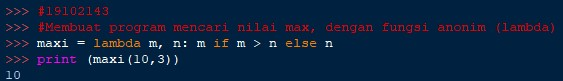 >>> #19102143
>>> #Membuat program mencari nilai max, dengan fungsi anonim (lambda)
>>> maxi = lambda m, n: m if m > n else n
>>> print (maxi(10,3))
10